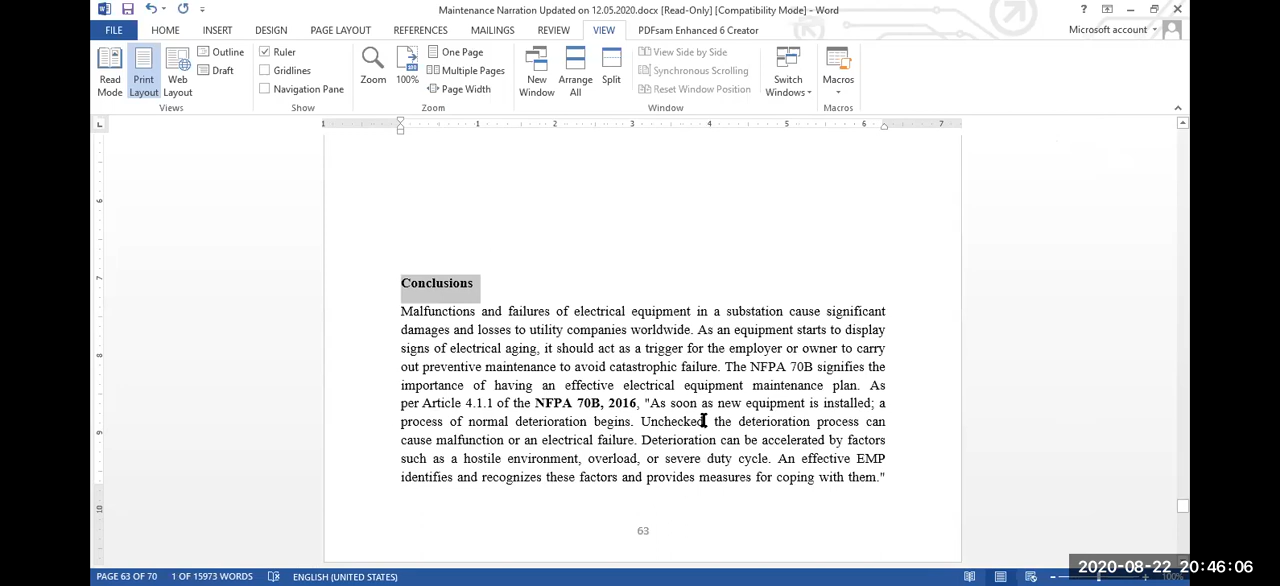 Maintenance Narration Updated on 12.05.2020.docx [Read-Only] [Compatibility Mode] - Word
FILE HOME INSERT DESIGN PAGE LAYOUT REFERENCES MAILINGS REVIEW VIEW PDFsam Enhanced 6 Creator Microsoft account
Read Mode
Print Layout
Web Layout
Outline
Draft
Views
Ruler
Gridlines
Navigation Pane
Show
Zoom
100%
One Page
Multiple Pages
Page Width
Zoom
New Window
Arrange All
Split
View Side by Side
Synchronous Scrolling
Reset Window Position
Window
Switch Windows
Macros
Macros
1 1 2 3 4 5 6 7
Conclusions
Malfunctions and failures of electrical equipment in a substation cause significant
damages and losses to utility companies worldwide. As an equipment starts to display
signs of electrical aging, it should act as a trigger for the employer or owner to carry
out preventive maintenance to avoid catastrophic failure. The NFPA 70B signifies the
importance of having an effective electrical equipment maintenance plan. As
per Article 4.1.1 of the NFPA 70B, 2016, "As soon as new equipment is installed; a
process of normal deterioration begins. Unchecked the deterioration process can
cause malfunction or an electrical failure. Deterioration can be accelerated by factors
such as a hostile environment, overload, or severe duty cycle. An effective EMP
identifies and recognizes these factors and provides measures for coping with them."
63
PAGE 63 OF 70 1 OF 15973 WORDS ENGLISH (UNITED STATES)
2020-08-22 20:46:06